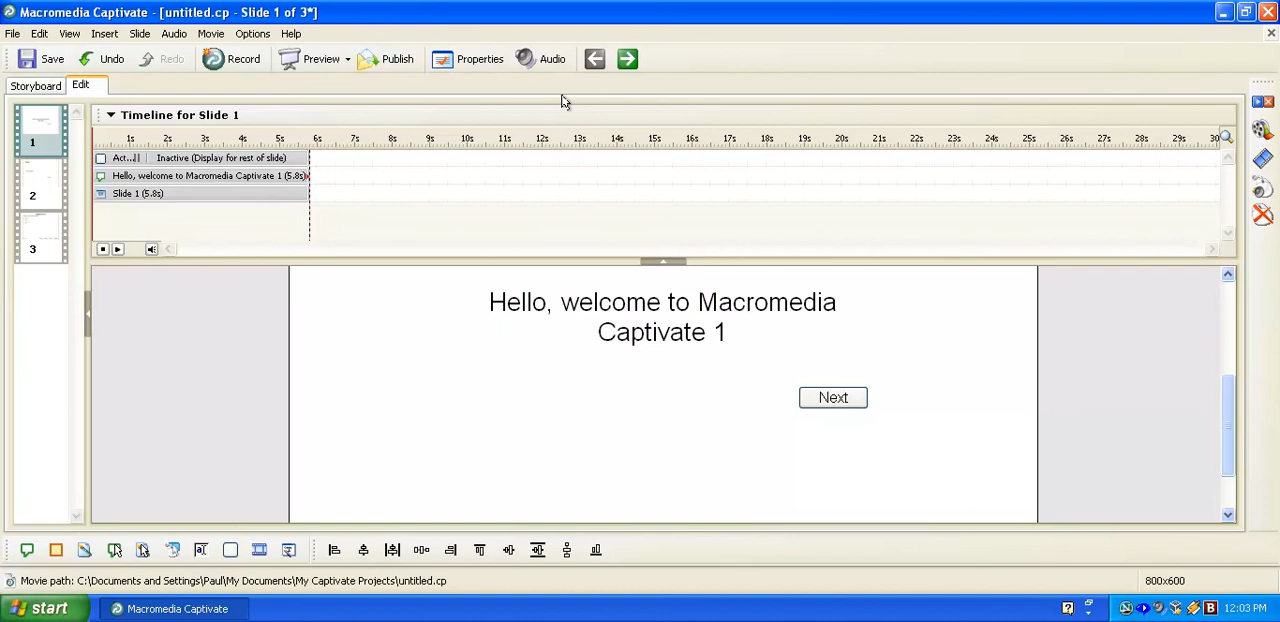 Macromedia Captivate - [untitled.cp - Slide 1 of 3*]
File Edit View Insert Slide Audio Movie Options Help
Save Undo Redo Record Preview Publish Properties Audio
Storyboard Edit
Timeline for Slide 1
1s 2s 3s 4s 5s 6s 7s 8s 9s 10s 11s 12s 13s 14s 15s 16s 17s 18s 19s 20s 21s 22s 23s 24s 25s 26s 27s 28s 29s 30
Act... Inactive (Display for rest of slide)
Hello, welcome to Macromedia Captivate 1 (5.8s)
Slide 1 (5.8s)
1
2
3
Hello, welcome to Macromedia
Captivate 1
Next
Movie path: C:\Documents and Settings\Paul\My Documents\My Captivate Projects\untitled.cp 800x600
start Macromedia Captivate 12:03 PM